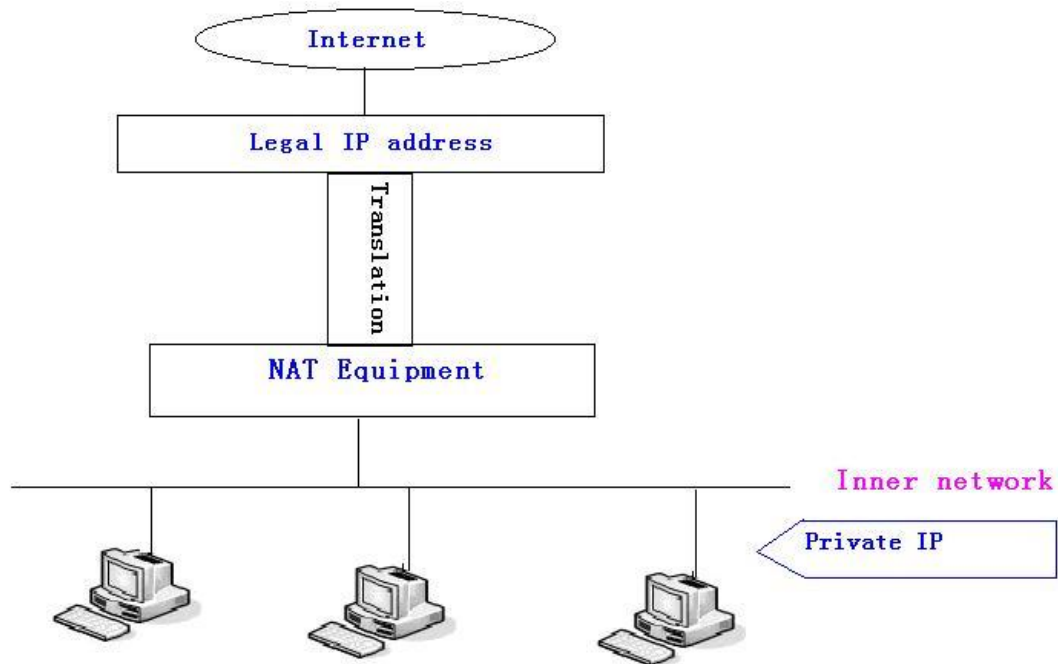 Internet
Legal IP address
Translation
NAT Equipment
Inner network
Private IP